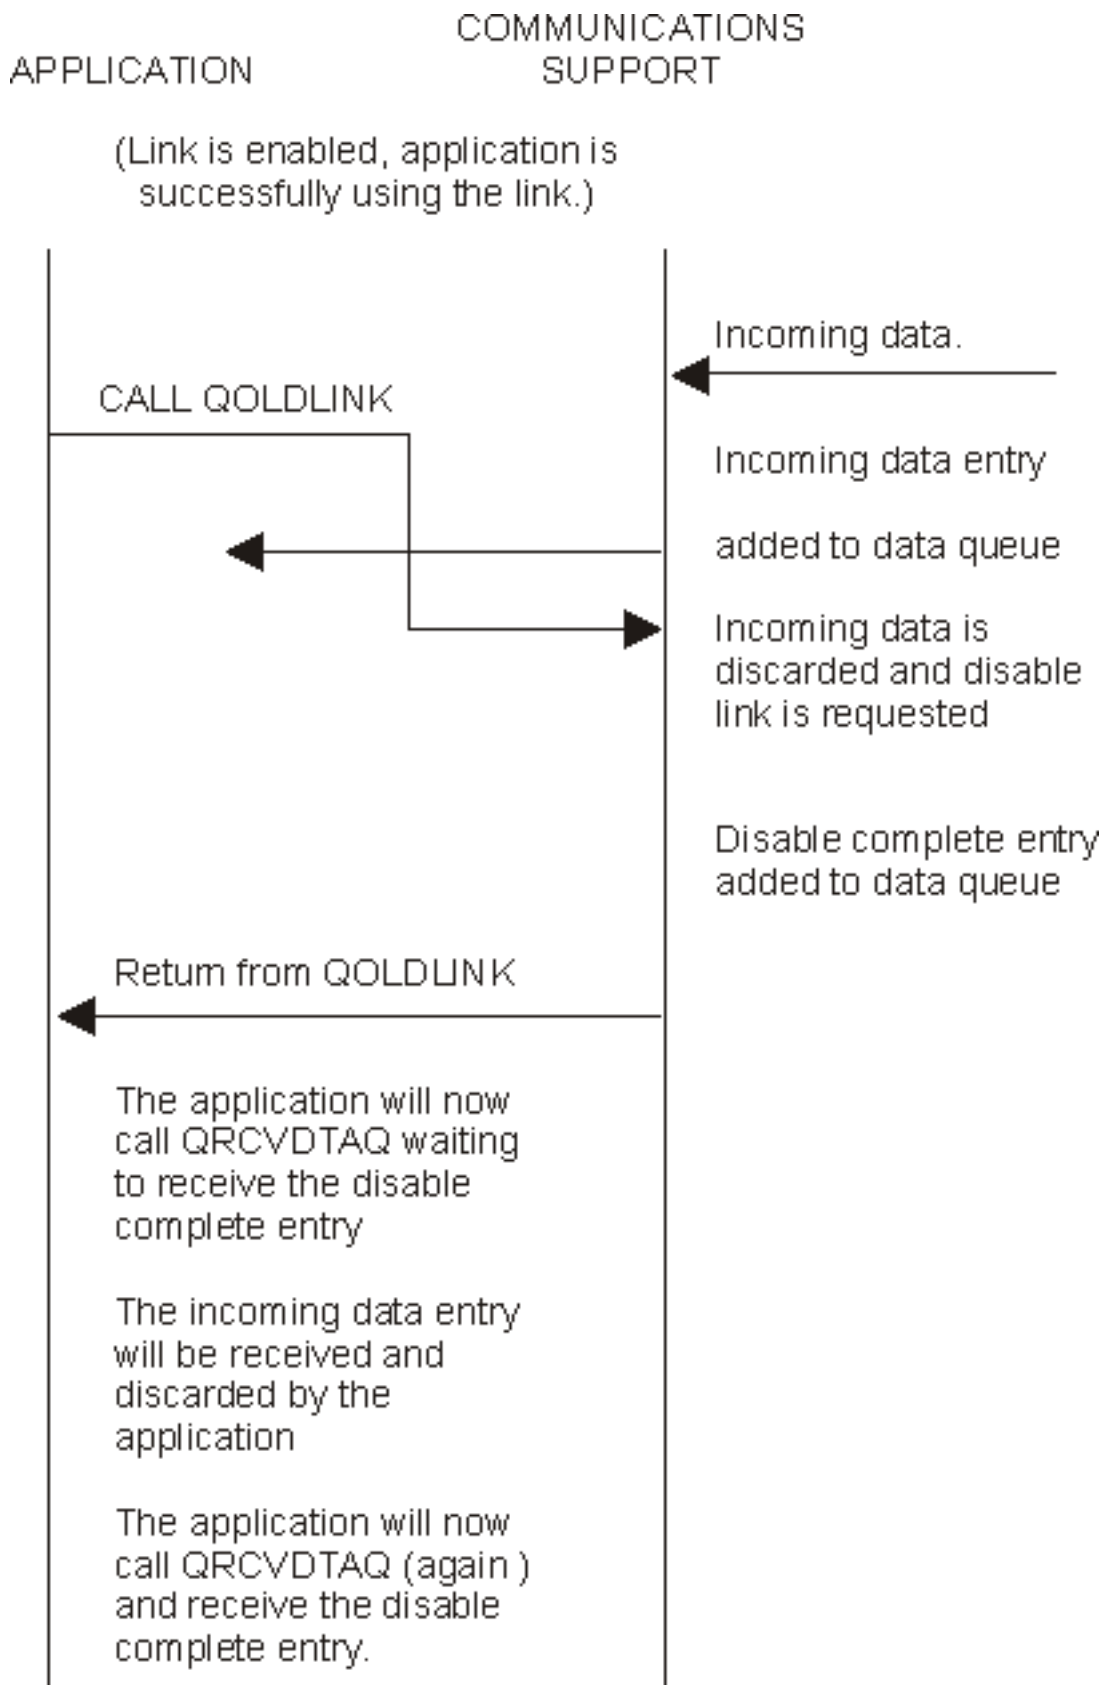 COMMUNICATIONS
APPLICATION SUPPORT
(Link is enabled, application is
successfully using the link.)
Incoming data.
CALL QOLDLINK
Incoming data entry
added to data queue
Incoming data is
discarded and disable
link is requested
Disable complete entry
added to data queue
Return from QOLDLINK
The application will now
call QRCVDTAQ waiting
to receive the disable
complete entry
The incoming data entry
will be received and
discarded by the
application
The application will now
call QRCVDTAQ (again )
and receive the disable
complete entry.